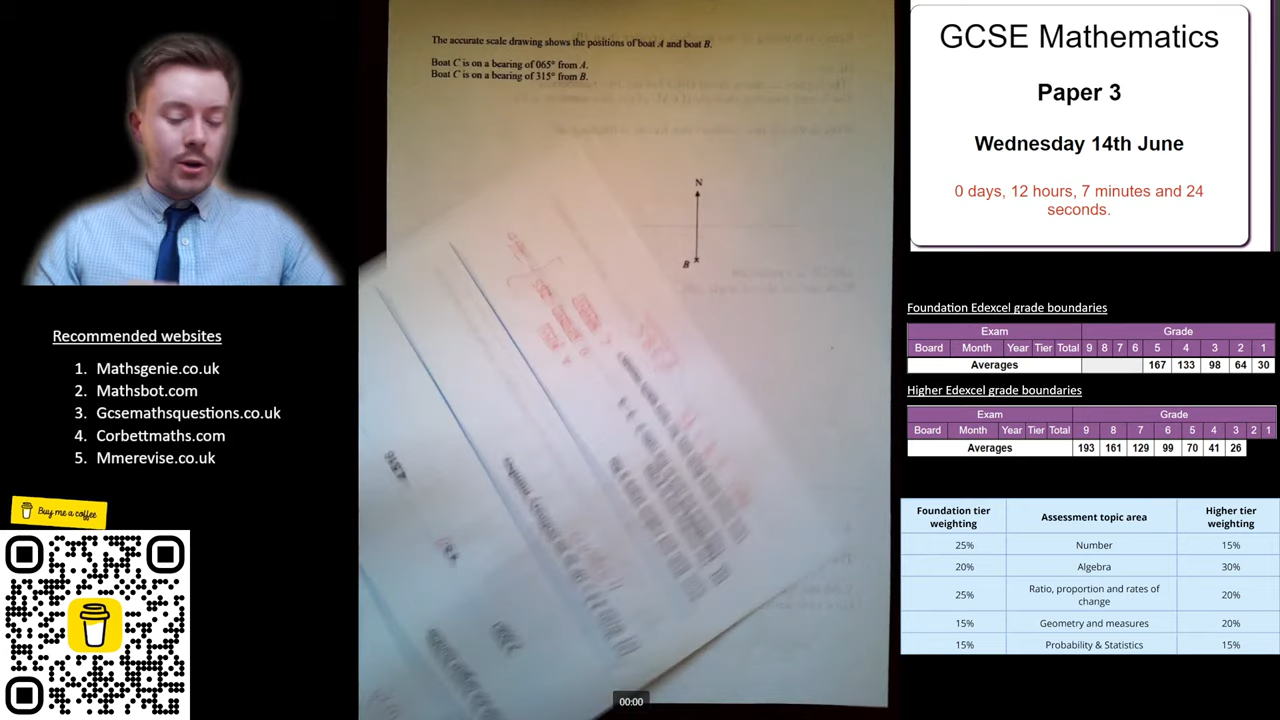 The accurate scale drawing shows the positions of boat A and boat B.
Boat C is on a bearing of 065° from A.
Boat C is on a bearing of 315° from B.
N
B
00:00
Recommended websites
1. Mathsgenie.co.uk
2. Mathsbot.com
3. Gcsemathsquestions.co.uk
4. Corbettmaths.com
5. Mmerevise.co.uk
Buy me a coffee
GCSE Mathematics
Paper 3
Wednesday 14th June
0 days, 12 hours, 7 minutes and 24
seconds.
Foundation Edexcel grade boundaries
Exam Grade
Board Month Year Tier Total 9 8 7 6 5 4 3 2 1
Averages 167 133 98 64 30
Higher Edexcel grade boundaries
Exam Grade
Board Month Year Tier Total 9 8 7 6 5 4 3 2 1
Averages 193 161 129 99 70 41 26
Foundation tier weighting Assessment topic area Higher tier weighting
25% Number 15%
20% Algebra 30%
25% Ratio, proportion and rates of change 20%
15% Geometry and measures 20%
15% Probability & Statistics 15%